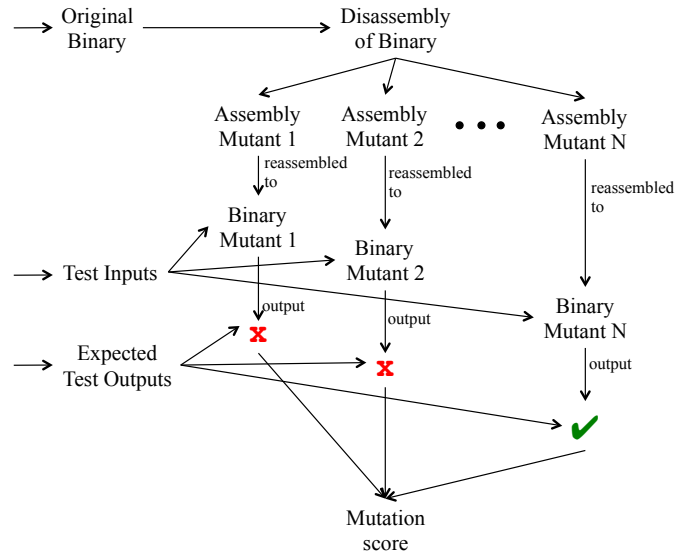 Original
Binary
Disassembly
of Binary
Assembly
Mutant 1
Assembly
Mutant 2
• • •
Assembly
Mutant N
reassembled
to
reassembled
to
reassembled
to
Binary
Mutant 1
Binary
Mutant 2
Test Inputs
Binary
Mutant N
output
output
output
x
x
✔
Expected
Test Outputs
Mutation
score